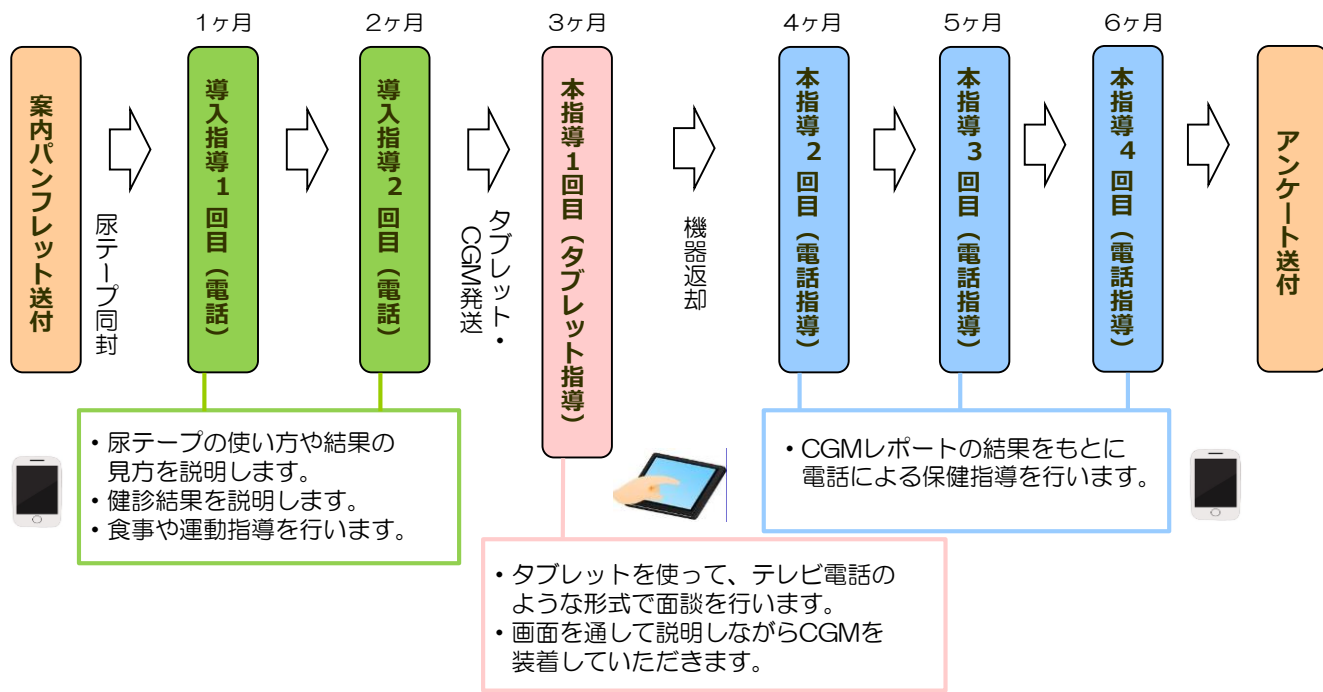 1ヶ月
2ヶ月
3ヶ月
4ヶ月
5ヶ月
6ヶ月
案内パンフレット送付
尿テープ同封
導入指導1回目（電話）
導入指導2回目（電話）
タブレット・
CGM発送
本指導1回目（タブレット指導）
機器返却
本指導2回目（電話指導）
本指導3回目（電話指導）
本指導4回目（電話指導）
アンケート送付
・尿テープの使い方や結果の
見方を説明します。
・健診結果を説明します。
・食事や運動指導を行います。
・CGMレポートの結果をもとに
電話による保健指導を行います。
・タブレットを使って、テレビ電話の
ような形式で面談を行います。
・画面を通して説明しながらCGMを
装着していただきます。